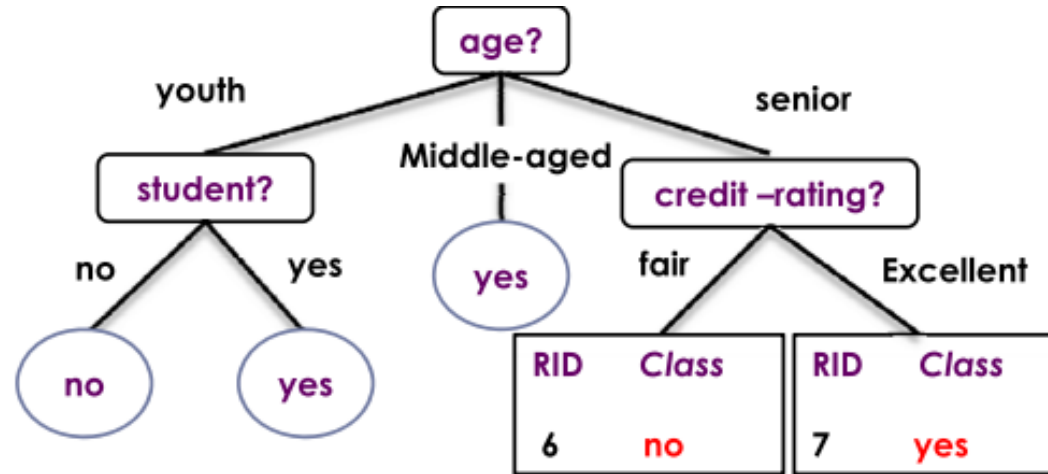 age?
youth
senior
Middle-aged
student?
credit –rating?
no
yes
yes
fair
Excellent
no
yes
RID Class
6 no
RID Class
7 yes